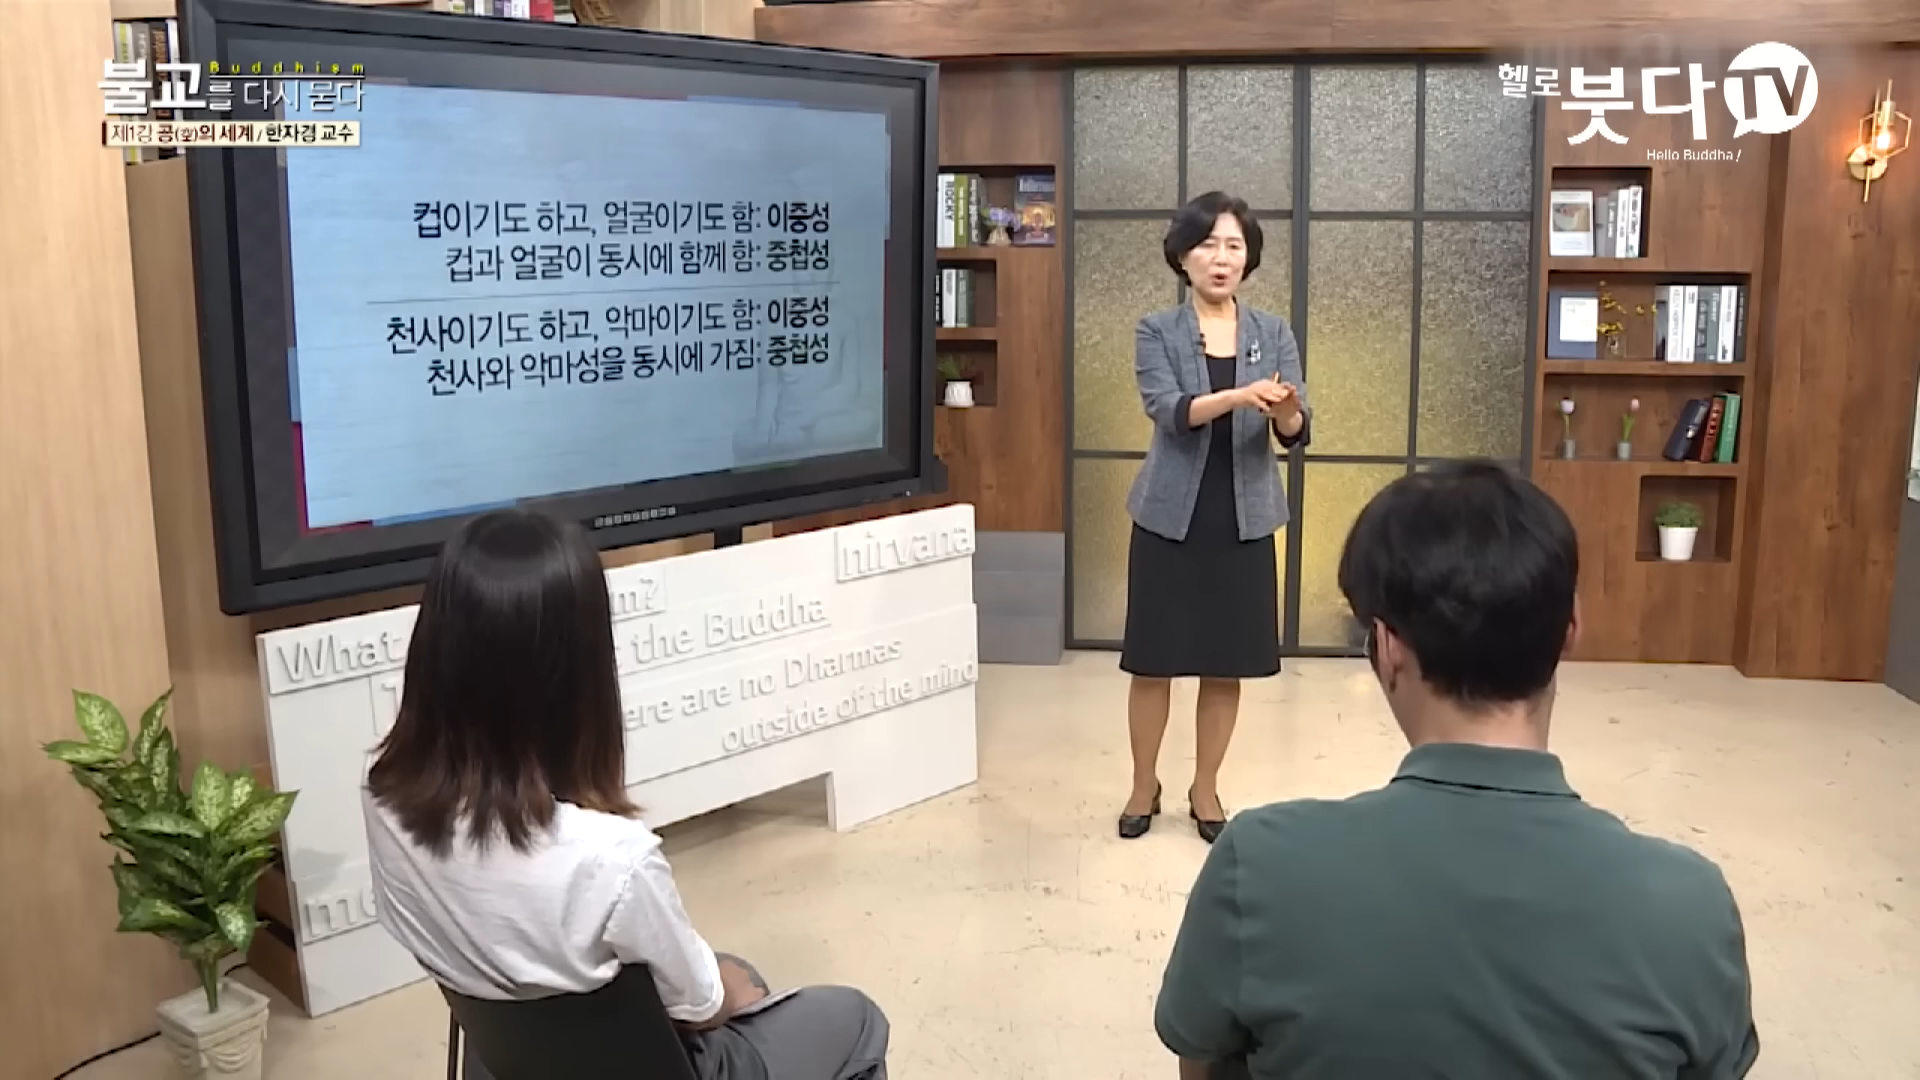 Buddhism
불교를 다시 묻다
제1강 공(空)의 세계 / 한자경 교수
헬로 붓다 TV
Hello Buddha!
컵이기도 하고, 얼굴이기도 함: 이중성
컵과 얼굴이 동시에 함께 함: 중첩성
천사이기도 하고, 악마이기도 함: 이중성
천사와 악마성을 동시에 가짐: 중첩성
nirvana
What
the Buddha
are no Dharmas
outside of the mind